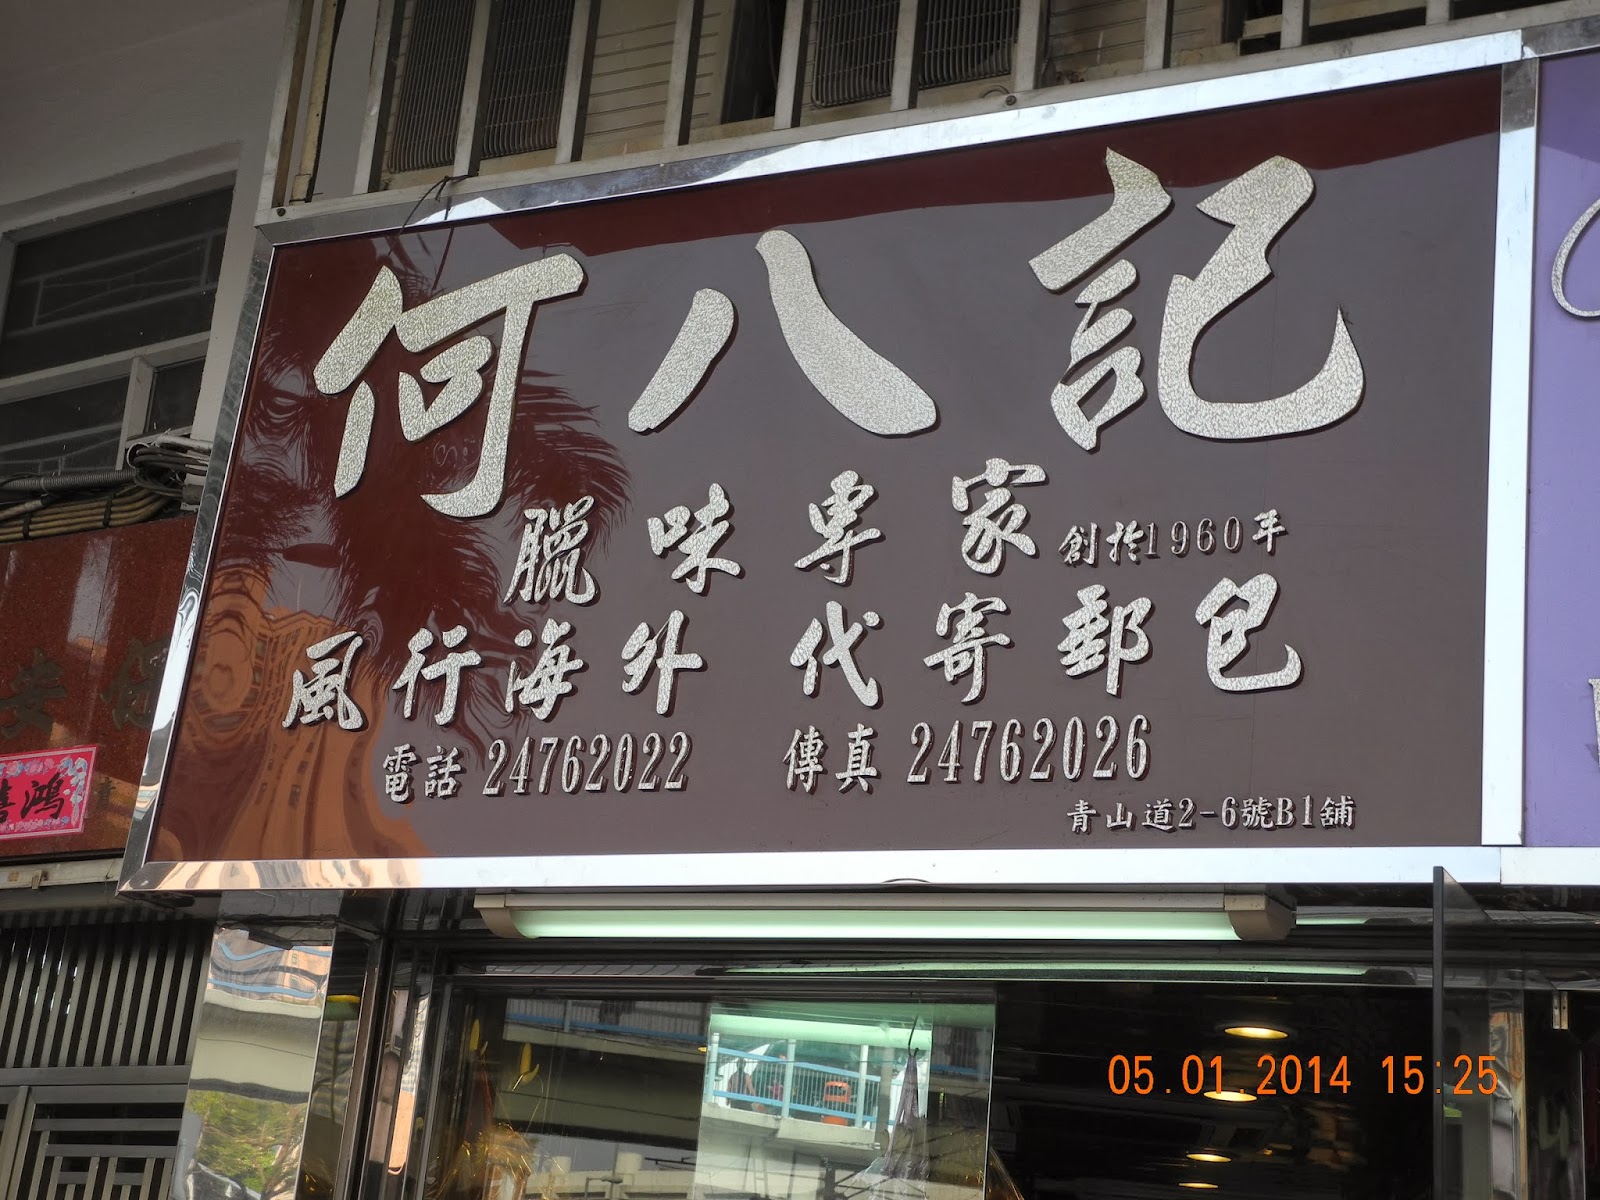 何八記
臘味專家 創於1960年
風行海外 代寄郵包
電話 24762022 傳真 24762026
青山道2-6號B1舖
鴻
05.01.2014 15:25